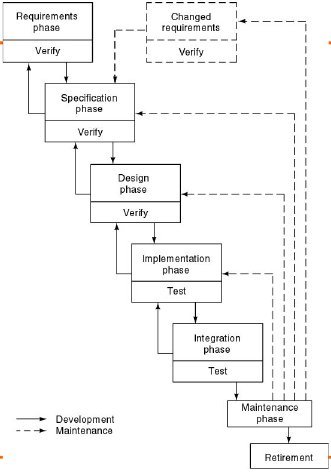 Requirements
phase
Verify
Changed
requirements
Verify
Specification
phase
Verify
Design
phase
Verify
Implementation
phase
Test
Integration
phase
Test
Maintenance
phase
Development
Maintenance
Retirement